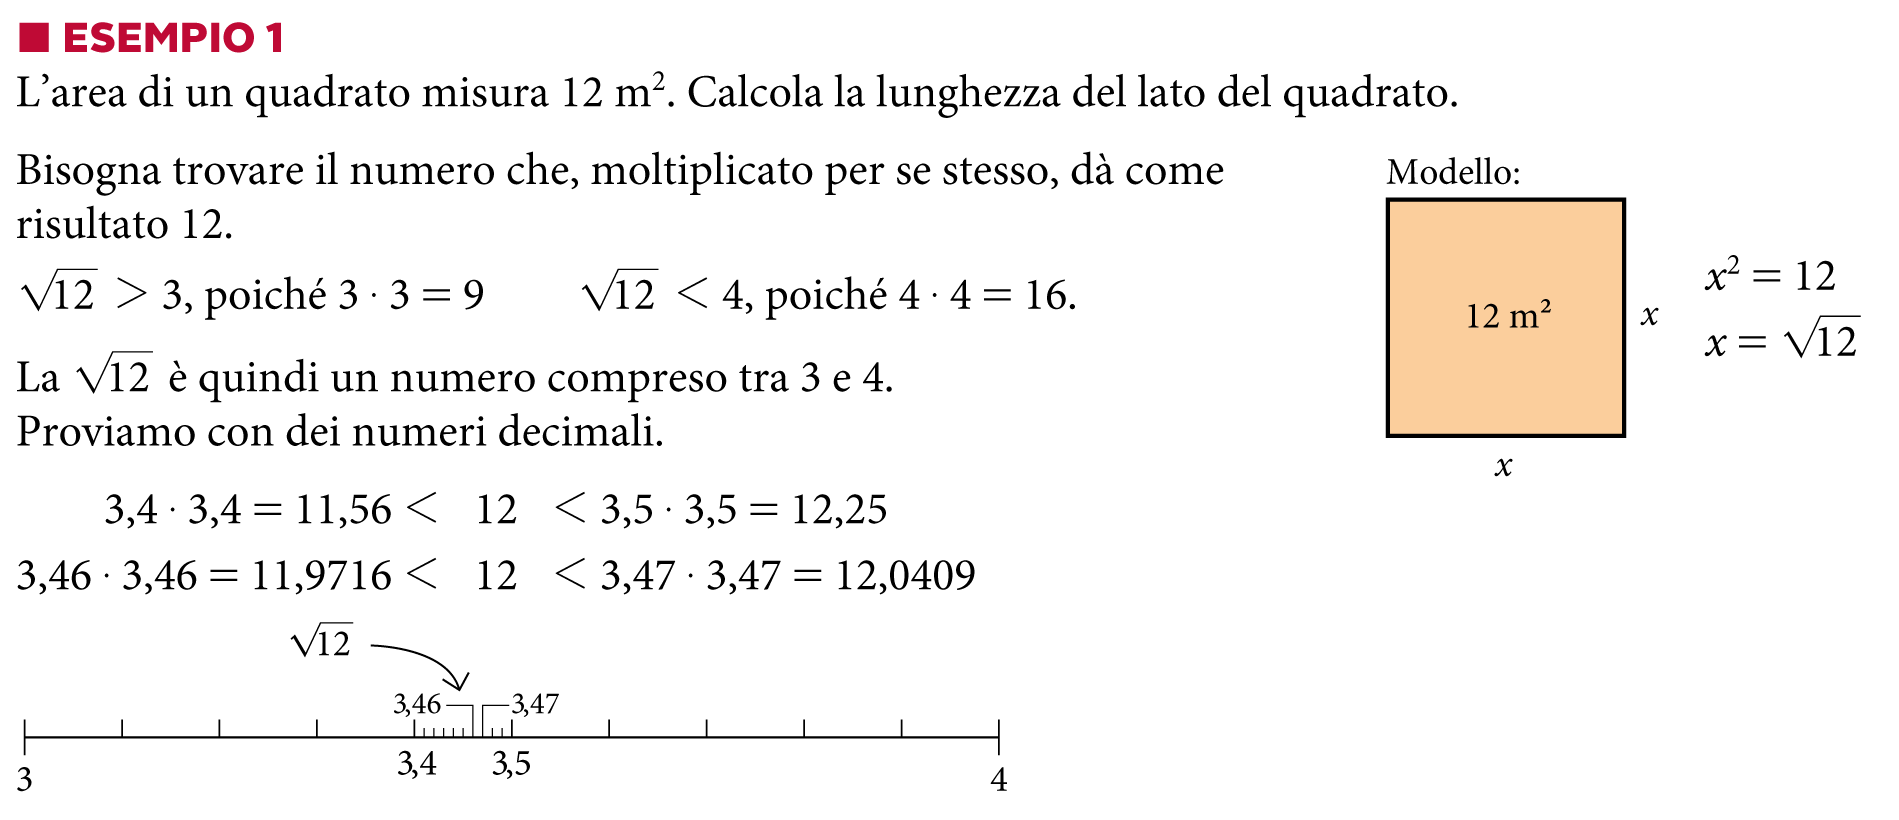 ESEMPIO 1
L’area di un quadrato misura 12 m². Calcola la lunghezza del lato del quadrato.
Bisogna trovare il numero che, moltiplicato per se stesso, dà come
risultato 12.
√12 > 3, poiché 3 · 3 = 9 √12 < 4, poiché 4 · 4 = 16.
La √12 è quindi un numero compreso tra 3 e 4.
Proviamo con dei numeri decimali.
3,4 · 3,4 = 11,56 < 12 < 3,5 · 3,5 = 12,25
3,46 · 3,46 = 11,9716 < 12 < 3,47 · 3,47 = 12,0409
√12
3,46 3,47
3,4 3,5
3 4
Modello:
12 m²
x
x
x² = 12
x = √12